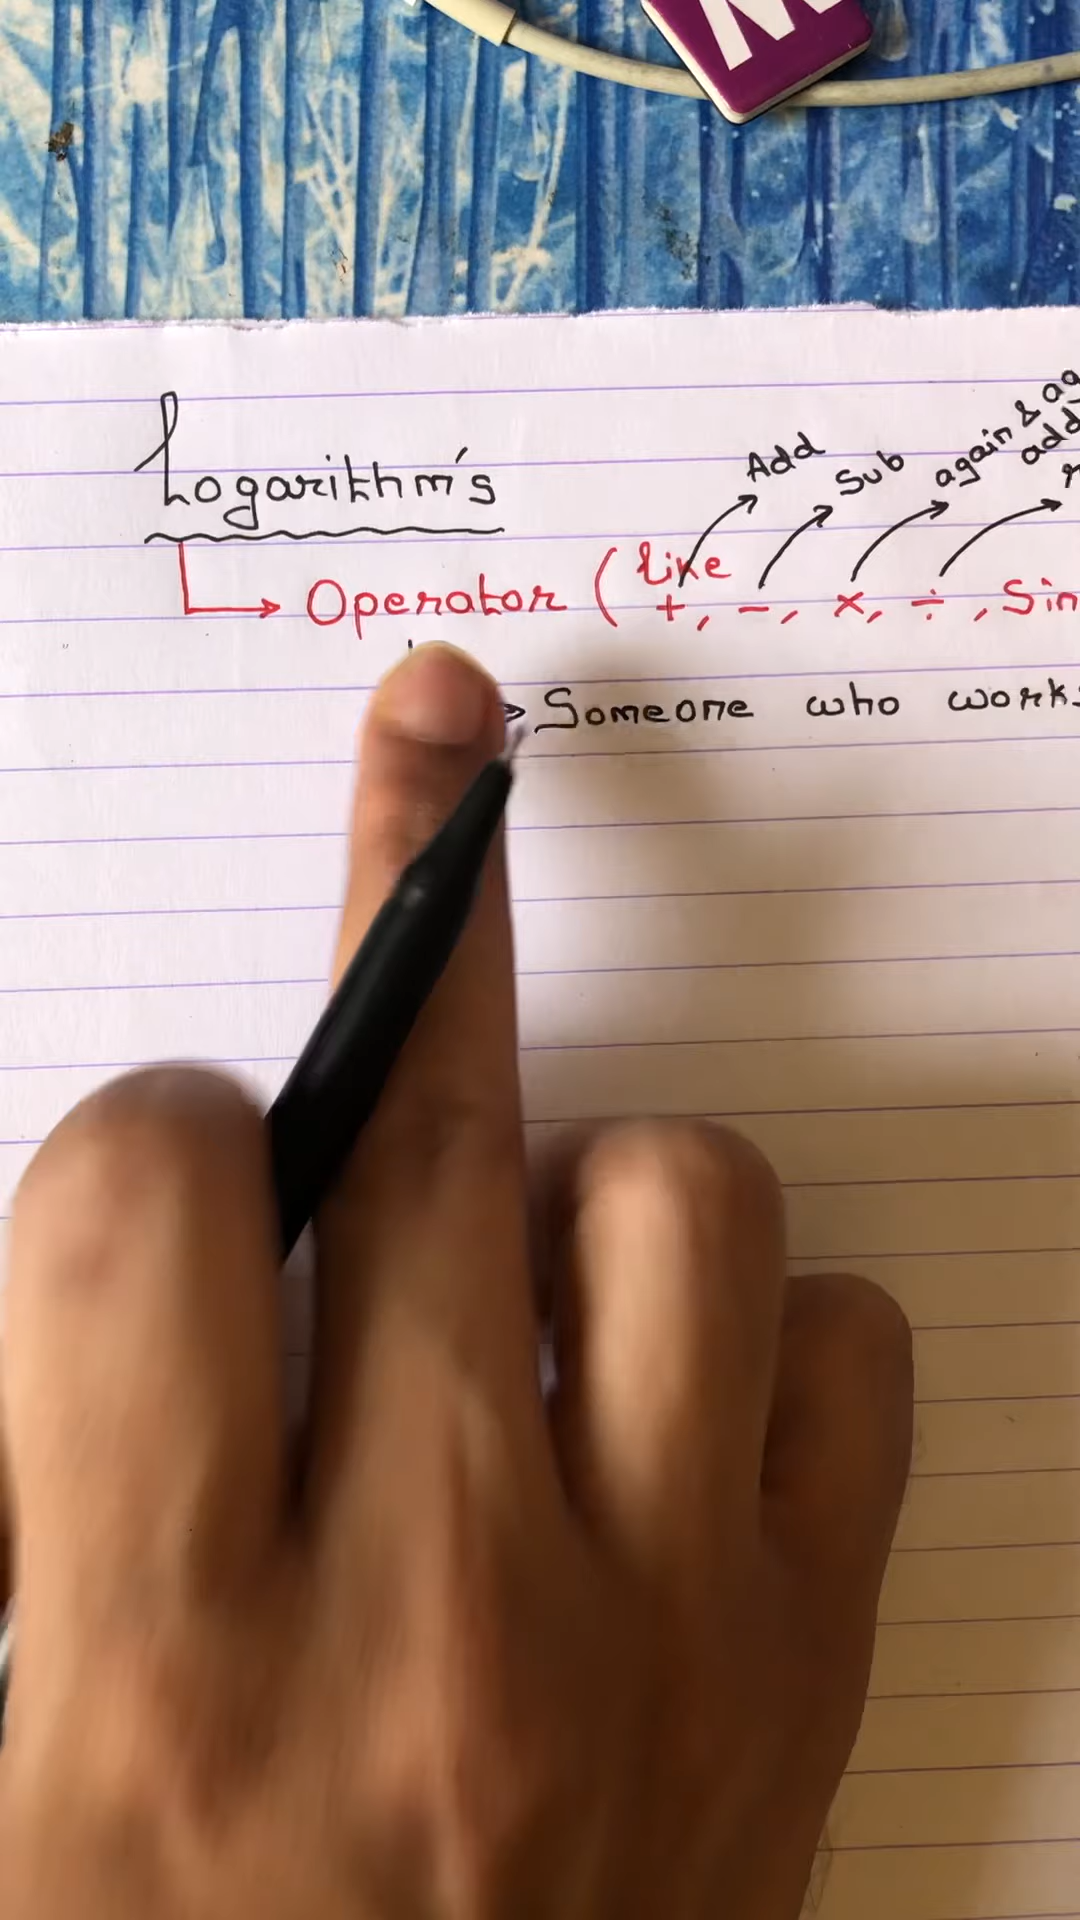 M
Logarithm's
Add
Sub
again &
add
Operator ( like
+, -, ×, ÷, Sin
Someone who works